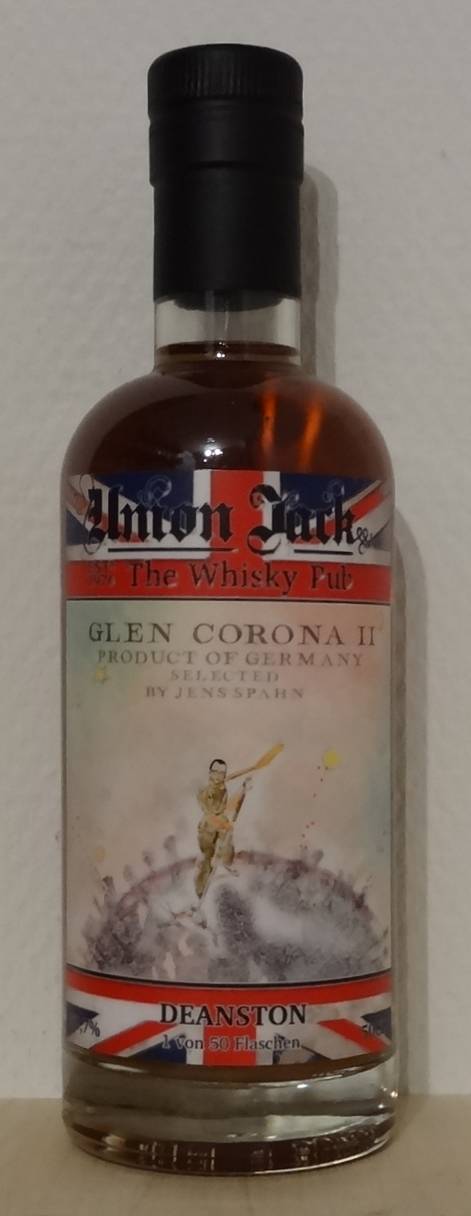 Union Jack
The Whisky Pub
GLEN CORONA II
PRODUCT OF GERMANY
SELECTED
BY JENS SPAHN
DEANSTON
1 von 50 Flaschen